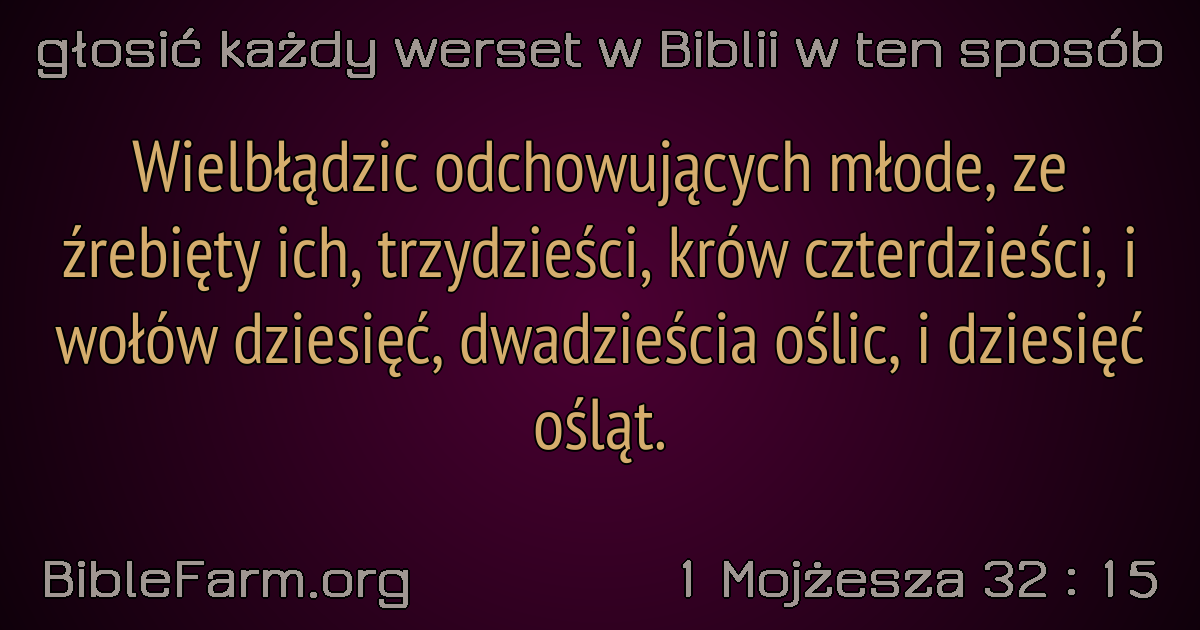 głosić każdy werset w Biblii w ten sposób
Wielbłądzic odchowujących młode, ze
źrebięty ich, trzydzieści, krów czterdzieści, i
wołów dziesięć, dwadzieścia oślic, i dziesięć
ośląt.
BibleFarm.org
1 Mojżesza 32 : 15